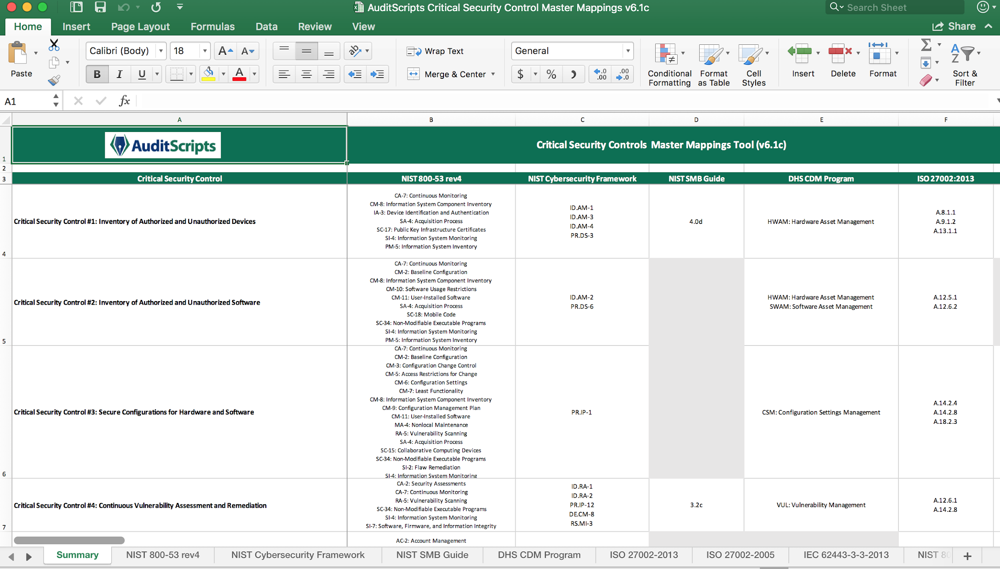 AuditScripts Critical Security Control Master Mappings v6.1c
Search Sheet
Home Insert Page Layout Formulas Data Review View Share
Paste
Calibri (Body) 18
B I U A
Wrap Text
Merge & Center
General
$ %
Conditional Formatting
Format as Table
Cell Styles
Insert
Delete
Format
Sort & Filter
A1 fx
A B C D E F
1
AuditScripts
Critical Security Controls Master Mappings Tool (v6.1c)
2
3
Critical Security Control
NIST 800-53 rev4
NIST Cybersecurity Framework
NIST SMB Guide
DHS CDM Program
ISO 27002:2013
4
Critical Security Control #1: Inventory of Authorized and Unauthorized Devices
CA-7: Continuous Monitoring
CM-8: Information System Component Inventory
IA-3: Device Identification and Authentication
SA-4: Acquisition Process
SC-17: Public Key Infrastructure Certificates
SI-4: Information System Monitoring
PM-5: Information System Inventory
ID.AM-1
ID.AM-3
ID.AM-4
PR.DS-3
4.0d
HWAM: Hardware Asset Management
A.8.1.1
A.9.1.2
A.13.1.1
5
Critical Security Control #2: Inventory of Authorized and Unauthorized Software
CA-7: Continuous Monitoring
CM-2: Baseline Configuration
CM-8: Information System Component Inventory
CM-10: Software Usage Restrictions
CM-11: User-Installed Software
SA-4: Acquisition Process
SC-18: Mobile Code
SC-34: Non-Modifiable Executable Programs
SI-4: Information System Monitoring
PM-5: Information System Inventory
ID.AM-2
PR.DS-6
HWAM: Hardware Asset Management
SWAM: Software Asset Management
A.12.5.1
A.12.6.2
6
Critical Security Control #3: Secure Configurations for Hardware and Software
CA-7: Continuous Monitoring
CM-2: Baseline Configuration
CM-3: Configuration Change Control
CM-5: Access Restrictions for Change
CM-6: Configuration Settings
CM-7: Least Functionality
CM-8: Information System Component Inventory
CM-9: Configuration Management Plan
CM-11: User-Installed Software
MA-4: Nonlocal Maintenance
RA-5: Vulnerability Scanning
SA-4: Acquisition Process
SC-15: Collaborative Computing Devices
SC-34: Non-Modifiable Executable Programs
SI-2: Flaw Remediation
SI-4: Information System Monitoring
PR.IP-1
CSM: Configuration Settings Management
A.14.2.4
A.14.2.8
A.18.2.3
7
Critical Security Control #4: Continuous Vulnerability Assessment and Remediation
CA-2: Security Assessments
CA-7: Continuous Monitoring
RA-5: Vulnerability Scanning
SC-34: Non-Modifiable Executable Programs
SI-4: Information System Monitoring
SI-7: Software, Firmware, and Information Integrity
ID.RA-1
ID.RA-2
PR.IP-12
DE.CM-8
RS.MI-3
3.2c
VUL: Vulnerability Management
A.12.6.1
A.14.2.8
AC-2: Account Management
Summary NIST 800-53 rev4 NIST Cybersecurity Framework NIST SMB Guide DHS CDM Program ISO 27002-2013 ISO 27002-2005 IEC 62443-3-3-2013 NIST 80